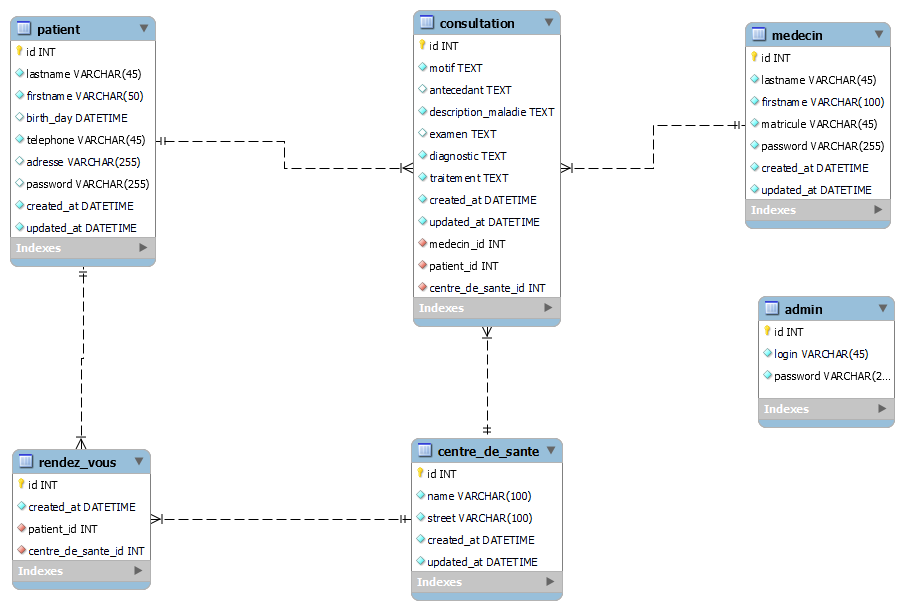 patient
id INT
lastname VARCHAR(45)
firstname VARCHAR(50)
birth_day DATETIME
telephone VARCHAR(45)
adresse VARCHAR(255)
password VARCHAR(255)
created_at DATETIME
updated_at DATETIME
Indexes
consultation
id INT
motif TEXT
antecedant TEXT
description_maladie TEXT
examen TEXT
diagnostic TEXT
traitement TEXT
created_at DATETIME
updated_at DATETIME
medecin_id INT
patient_id INT
centre_de_sante_id INT
Indexes
medecin
id INT
lastname VARCHAR(45)
firstname VARCHAR(100)
matricule VARCHAR(45)
password VARCHAR(255)
created_at DATETIME
updated_at DATETIME
Indexes
admin
id INT
login VARCHAR(45)
password VARCHAR(2...
Indexes
rendez_vous
id INT
created_at DATETIME
patient_id INT
centre_de_sante_id INT
Indexes
centre_de_sante
id INT
name VARCHAR(100)
street VARCHAR(100)
created_at DATETIME
updated_at DATETIME
Indexes